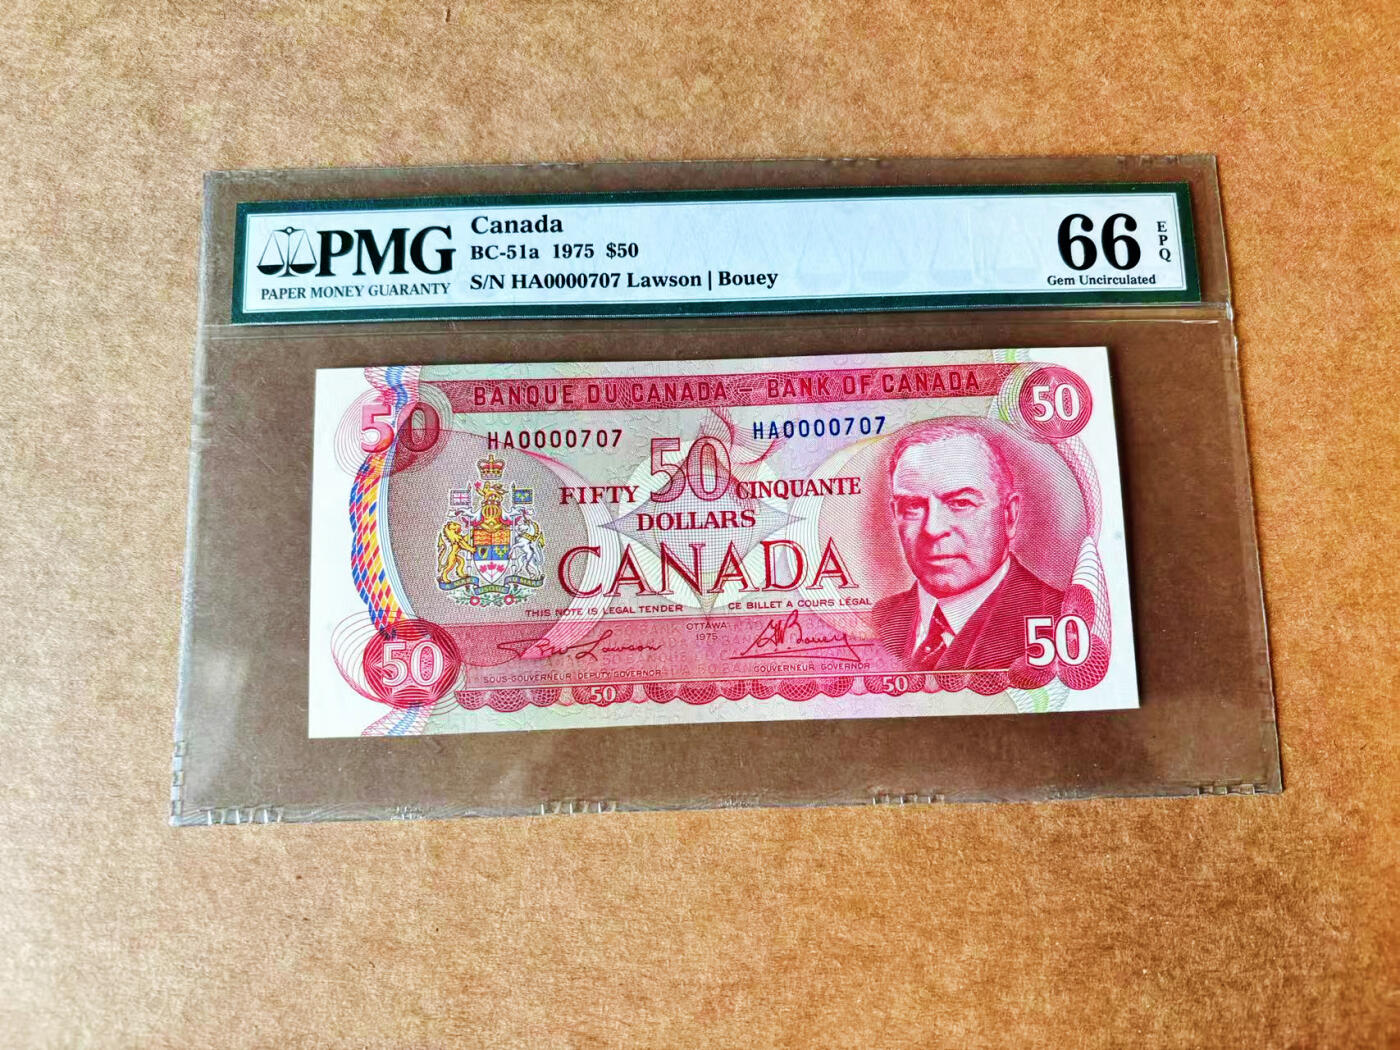 PMG
PAPER MONEY GUARANTY
Canada
BC-51a 1975 $50
S/N HA0000707 Lawson | Bouey
66
EPQ
Gem Uncirculated
BANQUE DU CANADA – BANK OF CANADA
50
50
HA0000707
HA0000707
50
FIFTY
CINQUANTE
DOLLARS
CANADA
THIS NOTE IS LEGAL TENDER
CE BILLET A COURS LÉGAL
OTTAWA
1975
R W Lawson
G K Bouey
SOUS-GOUVERNEUR DEPUTY GOVERNOR
GOUVERNEUR GOVERNOR
50
50
50
50